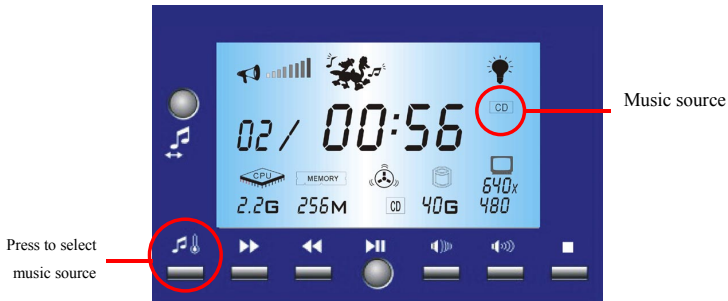 CD
Music source
02/ 00:56
CPU
MEMORY
2.2G 256M CD 40G 640x
480
Press to select
music source